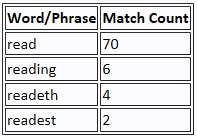 Word/Phrase Match Count
read 70
reading 6
readeth 4
readest 2